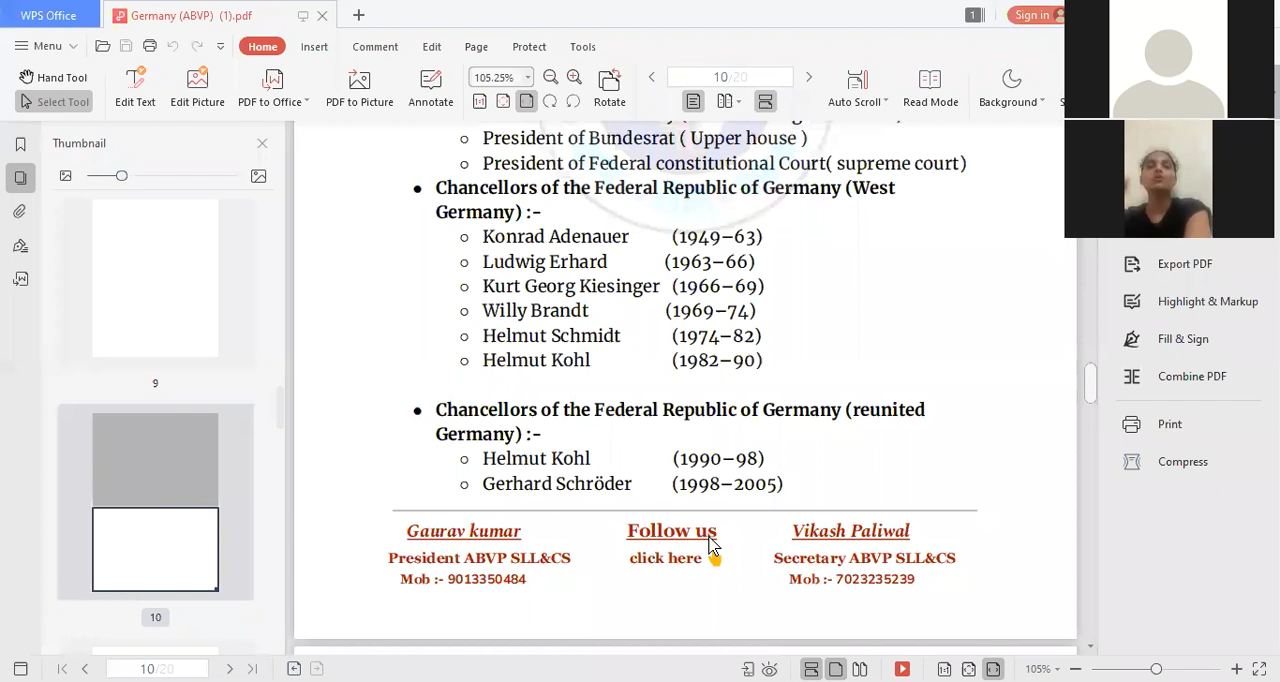 WPS Office
Germany (ABVP) (1).pdf
1
Sign in
Menu
Home
Insert
Comment
Edit
Page
Protect
Tools
Hand Tool
Select Tool
Edit Text
Edit Picture
PDF to Office
PDF to Picture
Annotate
105.25%
Rotate
10/20
Auto Scroll
Read Mode
Background
Thumbnail
9
10
President of Bundesrat ( Upper house )
President of Federal constitutional Court( supreme court)
Chancellors of the Federal Republic of Germany (West
Germany) :-
Konrad Adenauer (1949–63)
Ludwig Erhard (1963–66)
Kurt Georg Kiesinger (1966–69)
Willy Brandt (1969–74)
Helmut Schmidt (1974–82)
Helmut Kohl (1982–90)
Chancellors of the Federal Republic of Germany (reunited
Germany) :-
Helmut Kohl (1990–98)
Gerhard Schröder (1998–2005)
Gaurav kumar Follow us Vikash Paliwal
President ABVP SLL&CS click here Secretary ABVP SLL&CS
Mob :- 9013350484 Mob :- 7023235239
Export PDF
Highlight & Markup
Fill & Sign
Combine PDF
Print
Compress
10/20
105%